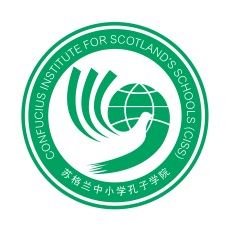 CONFUCIUS INSTITUTE FOR SCOTLAND'S SCHOOLS (CISS)
苏格兰中小学孔子学院